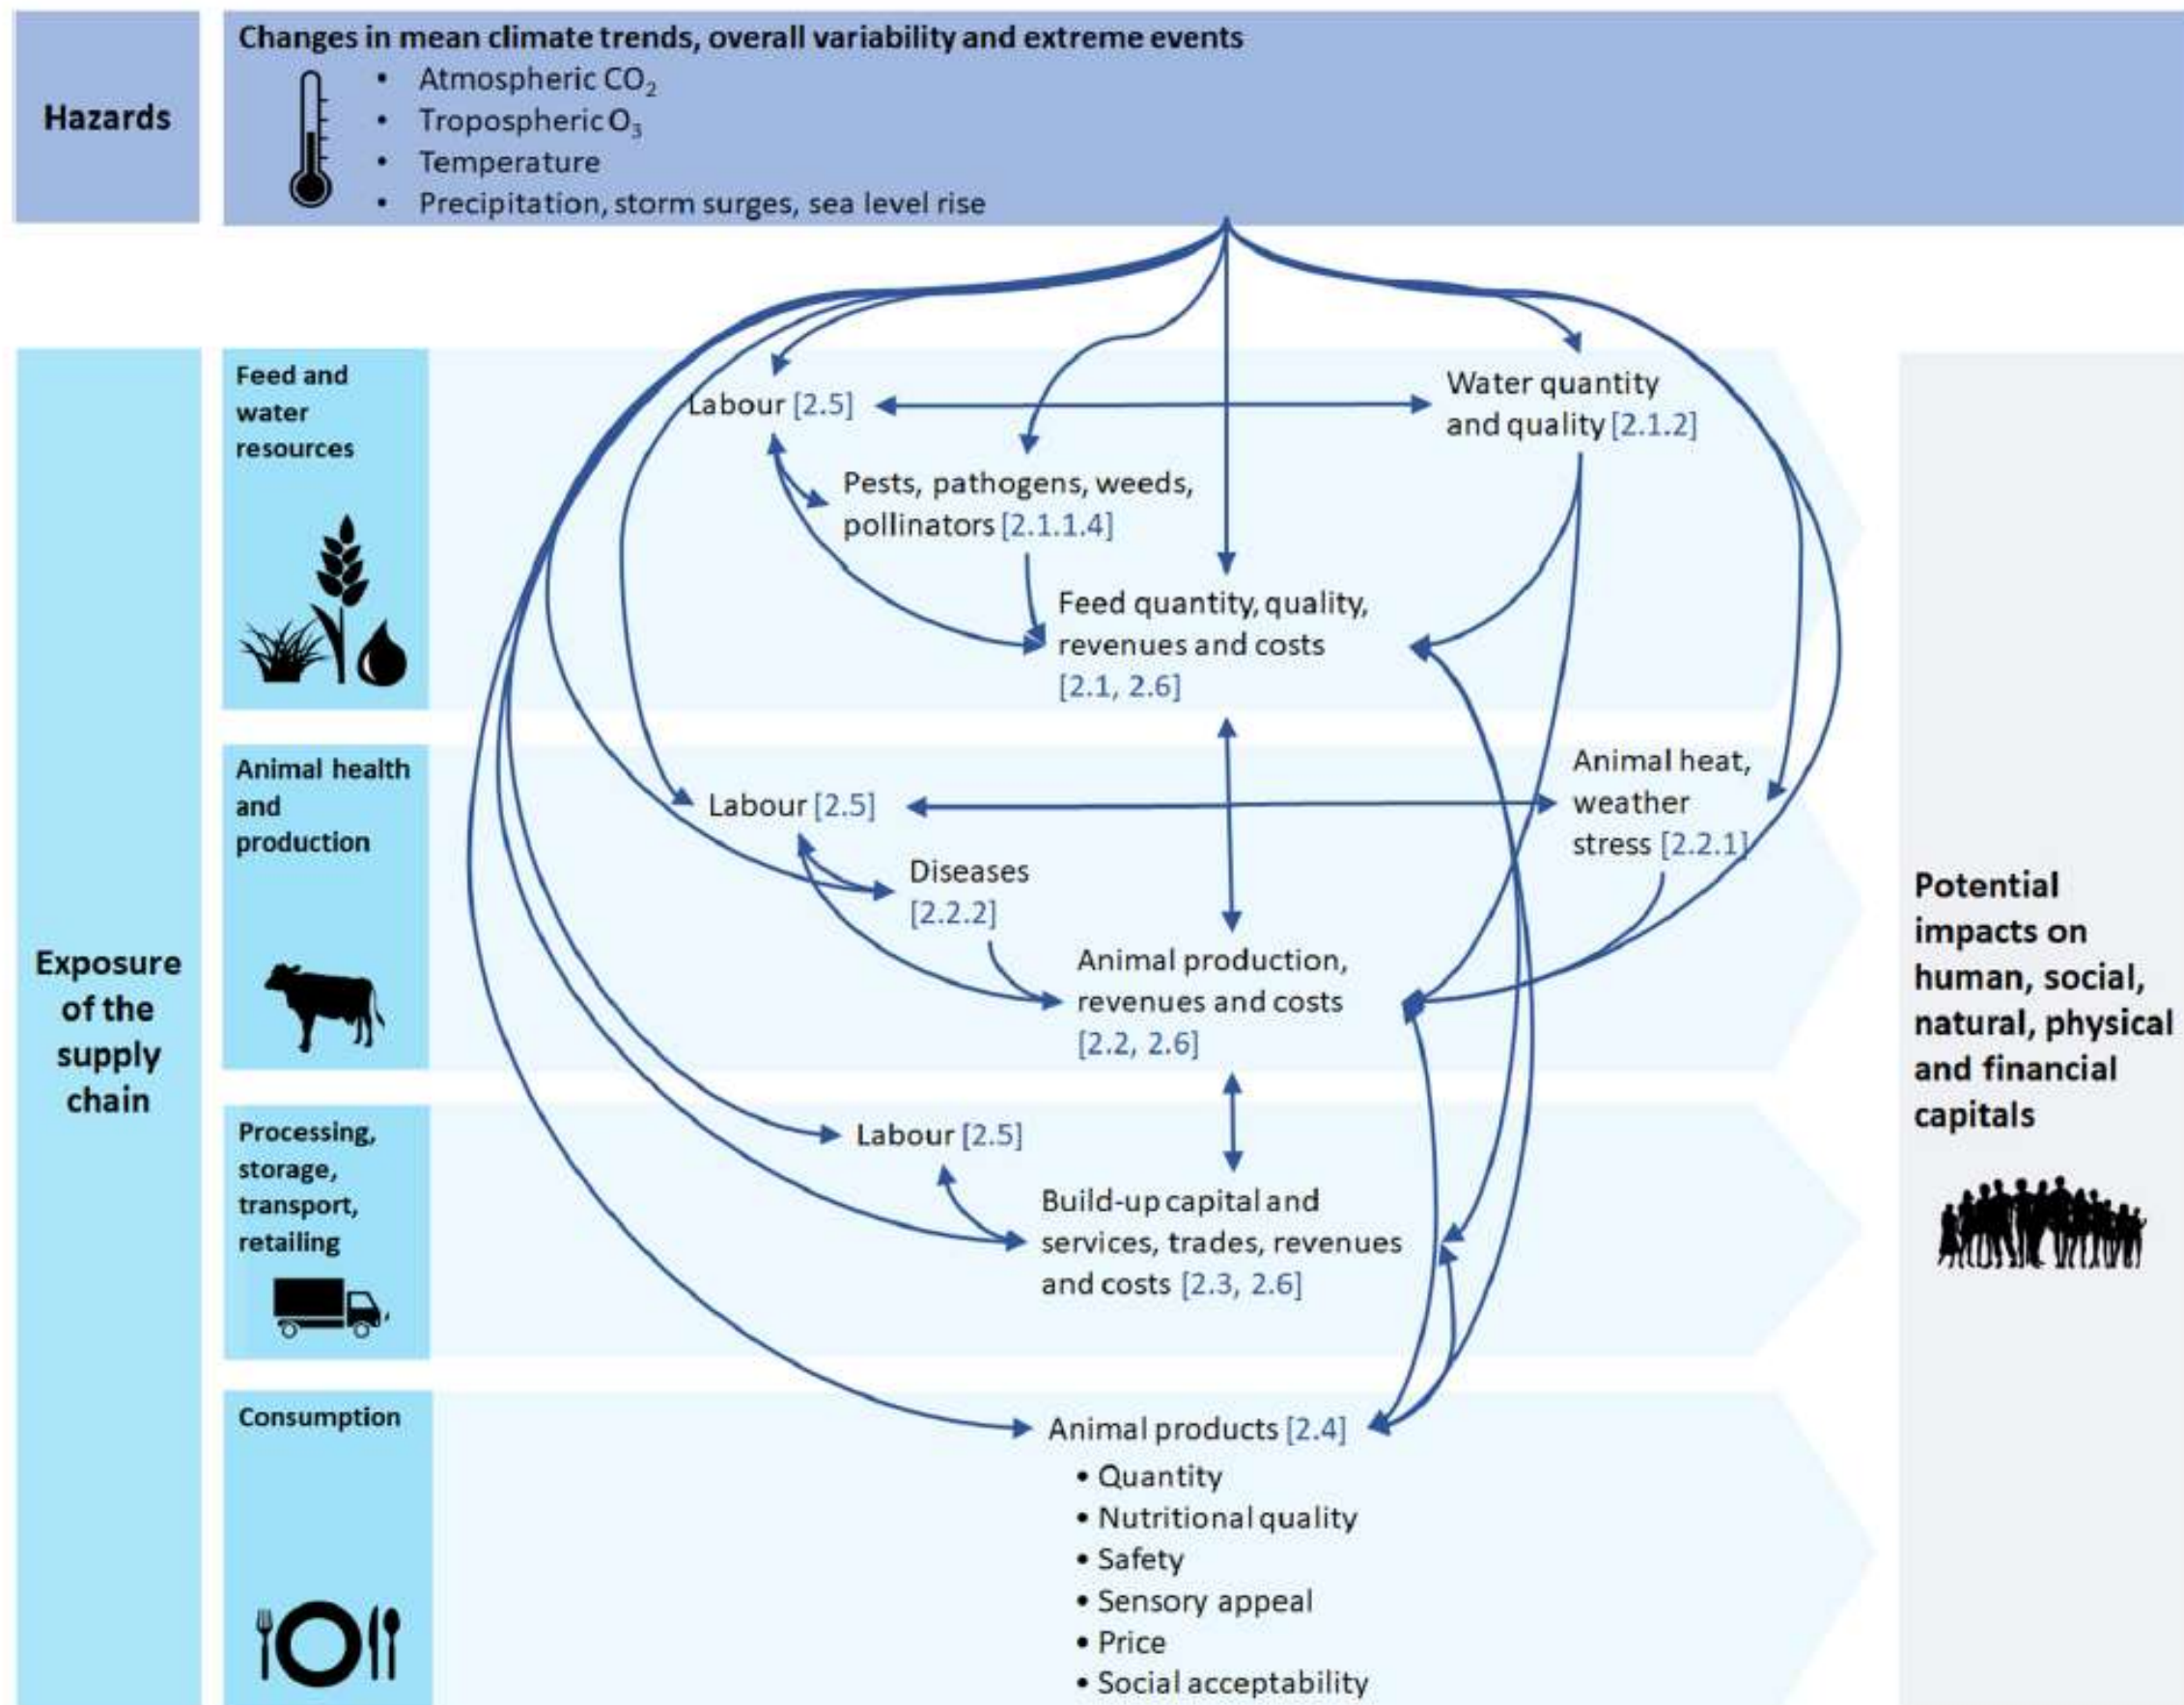 Hazards
Changes in mean climate trends, overall variability and extreme events
• Atmospheric CO₂
• Tropospheric O₃
• Temperature
• Precipitation, storm surges, sea level rise
Exposure
of the
supply
chain
Feed and
water
resources
Labour [2.5]
Water quantity
and quality [2.1.2]
Pests, pathogens, weeds,
pollinators [2.1.1.4]
Feed quantity, quality,
revenues and costs
[2.1, 2.6]
Animal health
and
production
Labour [2.5]
Animal heat,
weather
stress [2.2.1]
Diseases
[2.2.2]
Animal production,
revenues and costs
[2.2, 2.6]
Processing,
storage,
transport,
retailing
Labour [2.5]
Build-up capital and
services, trades, revenues
and costs [2.3, 2.6]
Consumption
Animal products [2.4]
• Quantity
• Nutritional quality
• Safety
• Sensory appeal
• Price
• Social acceptability
Potential
impacts on
human, social,
natural, physical
and financial
capitals